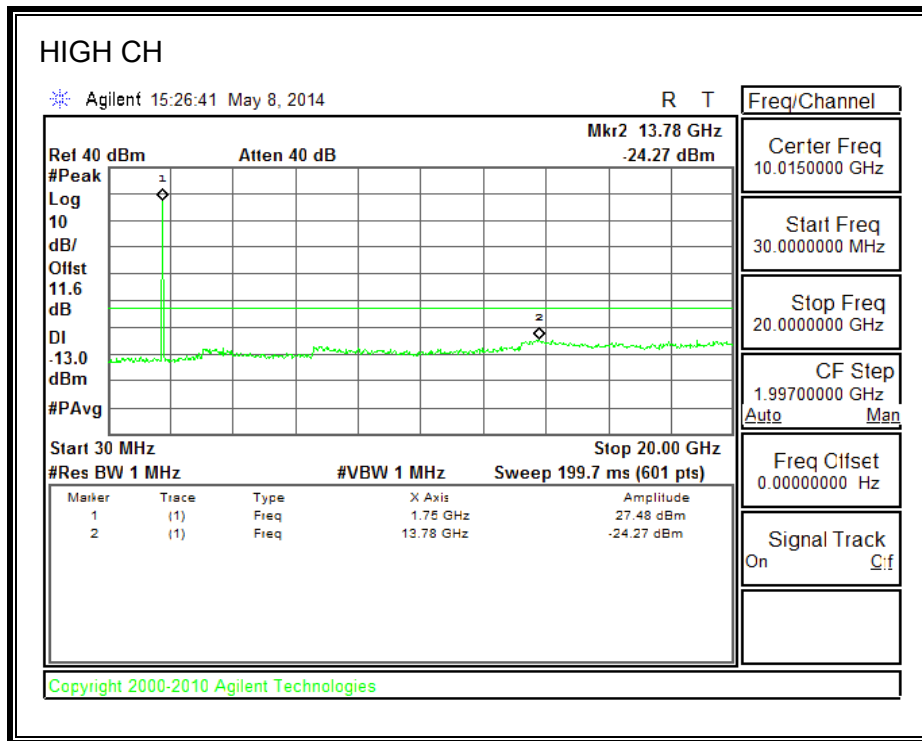 HIGH CH
Agilent 15:26:41 May 8, 2014 R T
Mkr2 13.78 GHz
Ref 40 dBm Atten 40 dB -24.27 dBm
#Peak
Log
10
dB/
Offst
11.6
dB
DI
-13.0
dBm
#PAvg
1
2
Start 30 MHz Stop 20.00 GHz
#Res BW 1 MHz #VBW 1 MHz Sweep 199.7 ms (601 pts)
Marker Trace Type X Axis Amplitude
1 (1) Freq 1.75 GHz 27.48 dBm
2 (1) Freq 13.78 GHz -24.27 dBm
Copyright 2000-2010 Agilent Technologies
Freq/Channel
Center Freq
10.0150000 GHz
Start Freq
30.0000000 MHz
Stop Freq
20.0000000 GHz
CF Step
1.99700000 GHz
Auto Man
Freq Offset
0.00000000 Hz
Signal Track
On Off